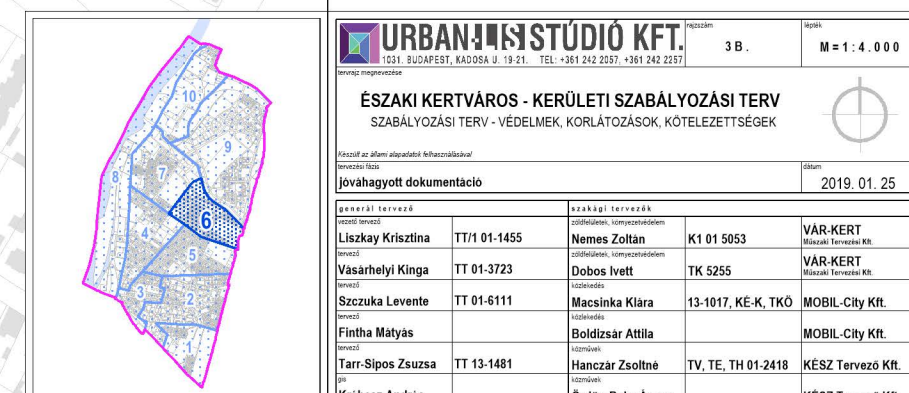 10
9
8
7
6
4
5
3
2
1
URBAN-LIS STÚDIÓ KFT.
1031. BUDAPEST, KADOSA U. 19-21. TEL: +361 242 2057, +361 242 2257
rajzszám
3 B .
lépték
M = 1 : 4 . 0 0 0
tervrajz megnevezése
ÉSZAKI KERTVÁROS - KERÜLETI SZABÁLYOZÁSI TERV
SZABÁLYOZÁSI TERV - VÉDELMEK, KORLÁTOZÁSOK, KÖTELEZETTSÉGEK
Készült az állami alapadatok felhasználásával
tervezési fázis
jóváhagyott dokumentáció
dátum
2019. 01. 25
generál tervező
szakági tervezők
vezető tervező
Liszkay Krisztina TT/1 01-1455
zöldfelületek, környezetvédelem
Nemes Zoltán K1 01 5053
VÁR-KERT
Műszaki Tervezési Kft.
tervező
Vásárhelyi Kinga TT 01-3723
zöldfelületek, környezetvédelem
Dobos Ivett TK 5255
VÁR-KERT
Műszaki Tervezési Kft.
tervező
Szczuka Levente TT 01-6111
közlekedés
Macsinka Klára 13-1017, KÉ-K, TKÖ MOBIL-City Kft.
tervező
Fintha Mátyás
közlekedés
Boldizsár Attila MOBIL-City Kft.
tervező
Tarr-Sipos Zsuzsa TT 13-1481
közművek
Hanczár Zsoltné TV, TE, TH 01-2418 KÉSZ Tervező Kft.
gis
közművek